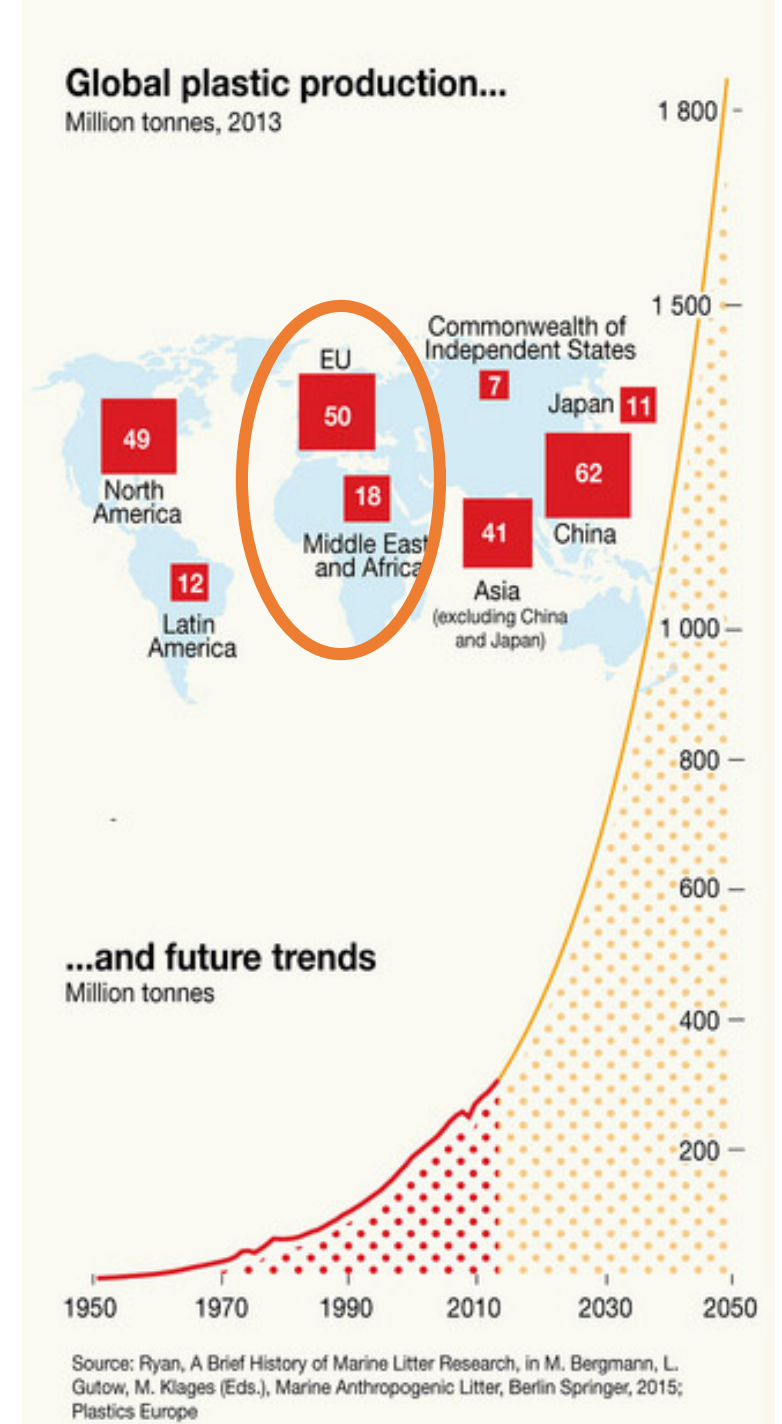 Global plastic production...
Million tonnes, 2013
1 800
1 500
Commonwealth of
Independent States
7
EU
50
Japan 11
49
North
America
62
China
18
Middle East
and Africa
41
Asia
(excluding China
and Japan)
12
Latin
America
1 000
800
600
...and future trends
Million tonnes
400
200
1950 1970 1990 2010 2030 2050
Source: Ryan, A Brief History of Marine Litter Research, in M. Bergmann, L.
Gutow, M. Klages (Eds.), Marine Anthropogenic Litter, Berlin Springer, 2015;
Plastics Europe